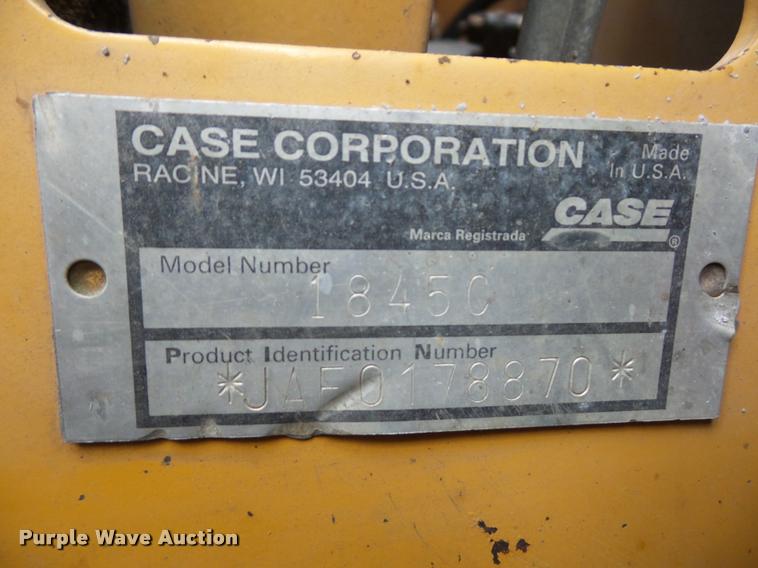 CASE CORPORATION
RACINE, WI 53404 U.S.A.
Made
In U.S.A.
CASE
Marca Registrada
®
Model Number
1845C
Product Identification Number
*JAF0178870*
Purple Wave Auction